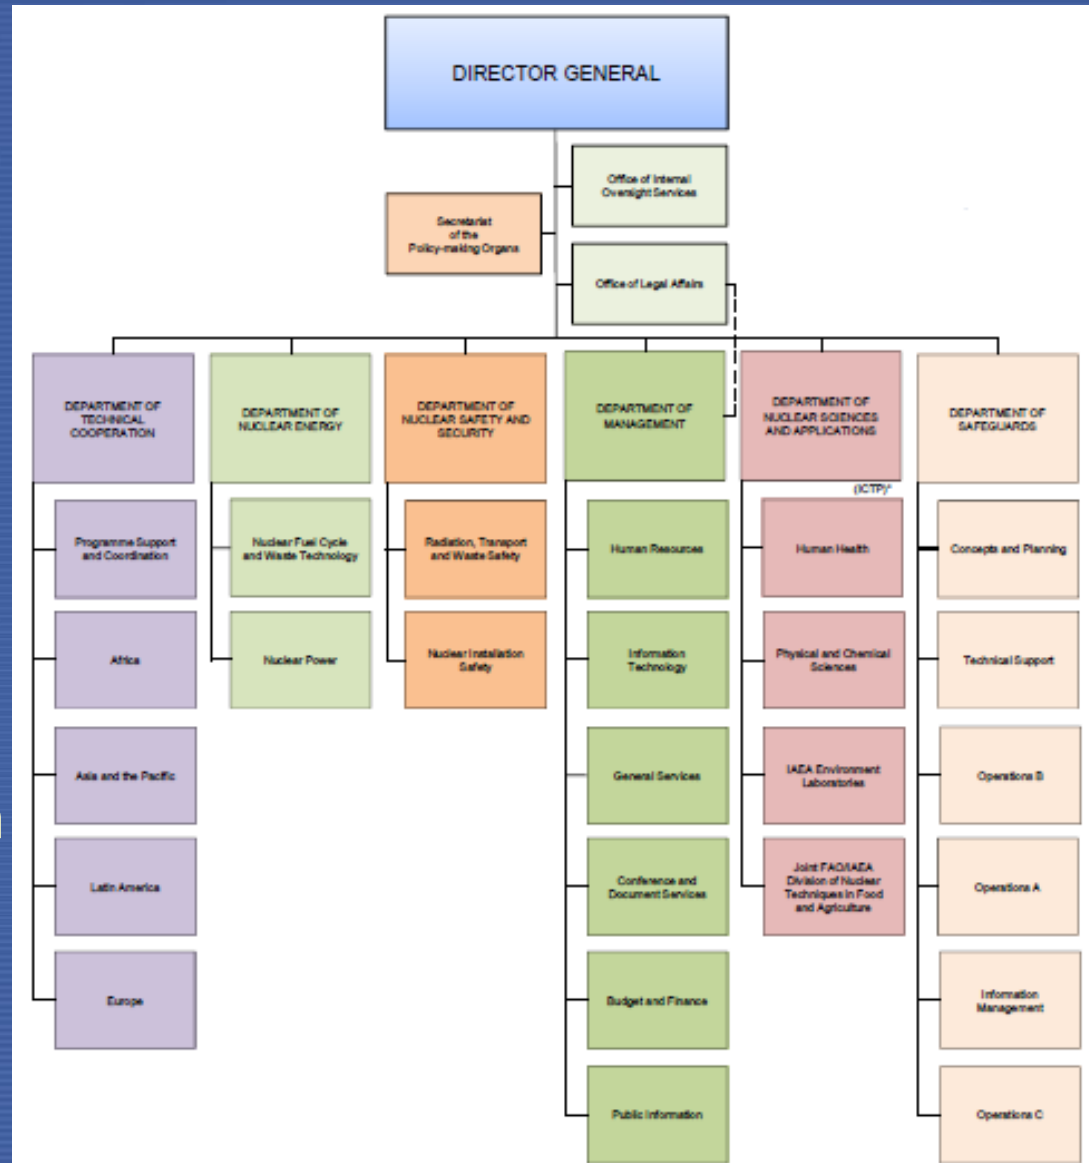 DIRECTOR GENERAL
Office of Internal
Oversight Services
Secretariat
of the
Policy-making Organs
Office of Legal Affairs
DEPARTMENT OF
TECHNICAL
COOPERATION
DEPARTMENT OF
NUCLEAR ENERGY
DEPARTMENT OF
NUCLEAR SAFETY AND
SECURITY
DEPARTMENT OF
MANAGEMENT
DEPARTMENT OF
NUCLEAR SCIENCES
AND APPLICATIONS
DEPARTMENT OF
SAFEGUARDS
(ICTP)*
Programme Support
and Coordination
Nuclear Fuel Cycle
and Waste Technology
Radiation, Transport
and Waste Safety
Human Resources
Human Health
Concepts and Planning
Africa
Nuclear Power
Nuclear Installation
Safety
Information
Technology
Physical and Chemical
Sciences
Technical Support
Asia and the Pacific
General Services
IAEA Environment
Laboratories
Operations B
Latin America
Conference and
Document Services
Joint FAO/IAEA
Division of Nuclear
Techniques in Food
and Agriculture
Operations A
Europe
Budget and Finance
Information
Management
Public Information
Operations C